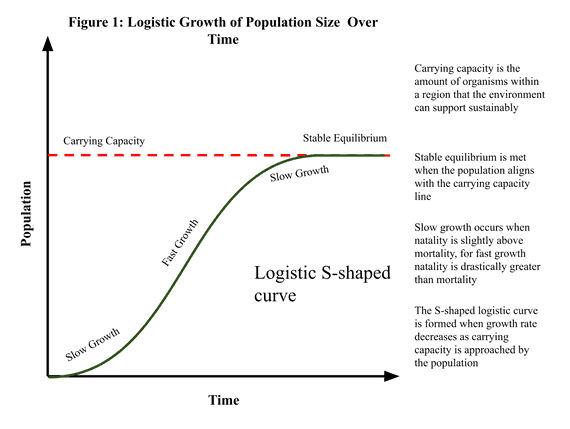 Figure 1: Logistic Growth of Population Size Over
Time
Carrying capacity is the
amount of organisms within
a region that the environment
can support sustainably
Carrying Capacity
Stable Equilibrium
Stable equilibrium is met
when the population aligns
with the carrying capacity
line
Slow Growth
Population
Fast Growth
Slow growth occurs when
natality is slightly above
mortality, for fast growth
natality is drastically greater
than mortality
Logistic S-shaped
curve
The S-shaped logistic curve
is formed when growth rate
decreases as carrying
capacity is approached by
the population
Slow Growth
Time